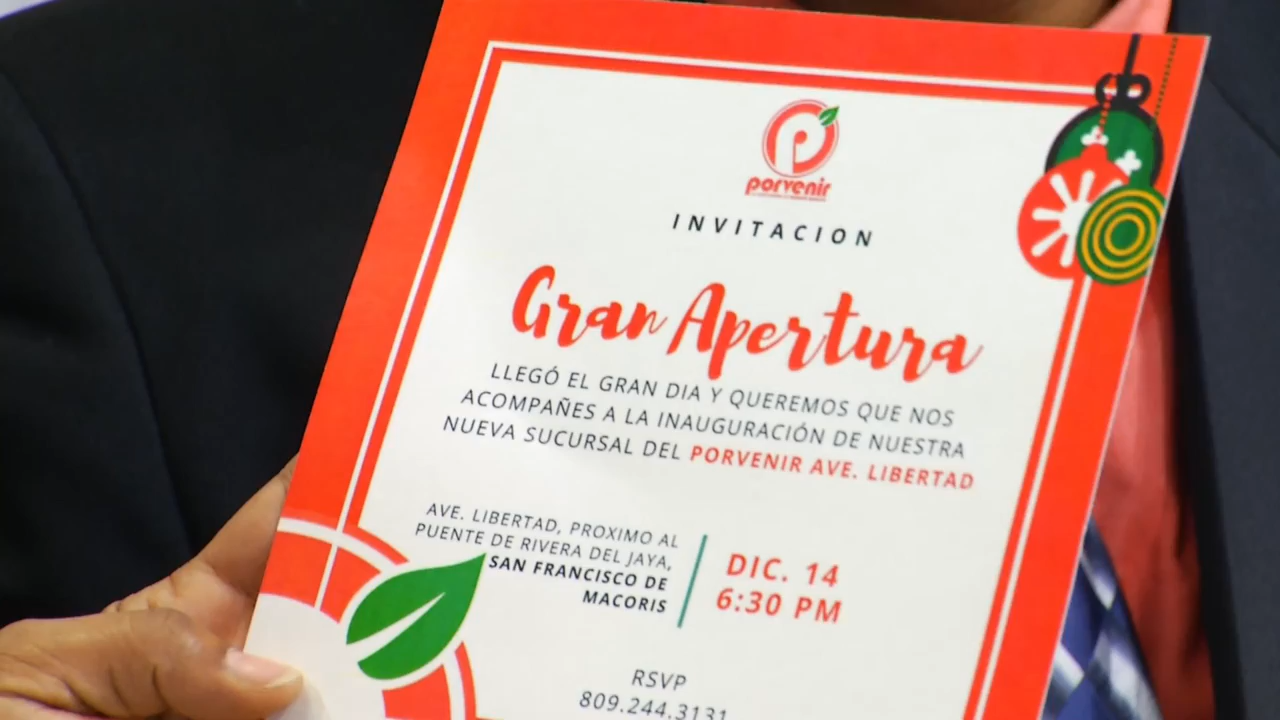 porvenir
INVITACION
Gran Apertura
LLEGÓ EL GRAN DIA Y QUEREMOS QUE NOS
ACOMPAÑES A LA INAUGURACIÓN DE NUESTRA
NUEVA SUCURSAL DEL PORVENIR AVE. LIBERTAD
AVE. LIBERTAD, PROXIMO AL
PUENTE DE RIVERA DEL JAYA,
SAN FRANCISCO DE
MACORIS
DIC. 14
6:30 PM
RSVP
809.244.3131